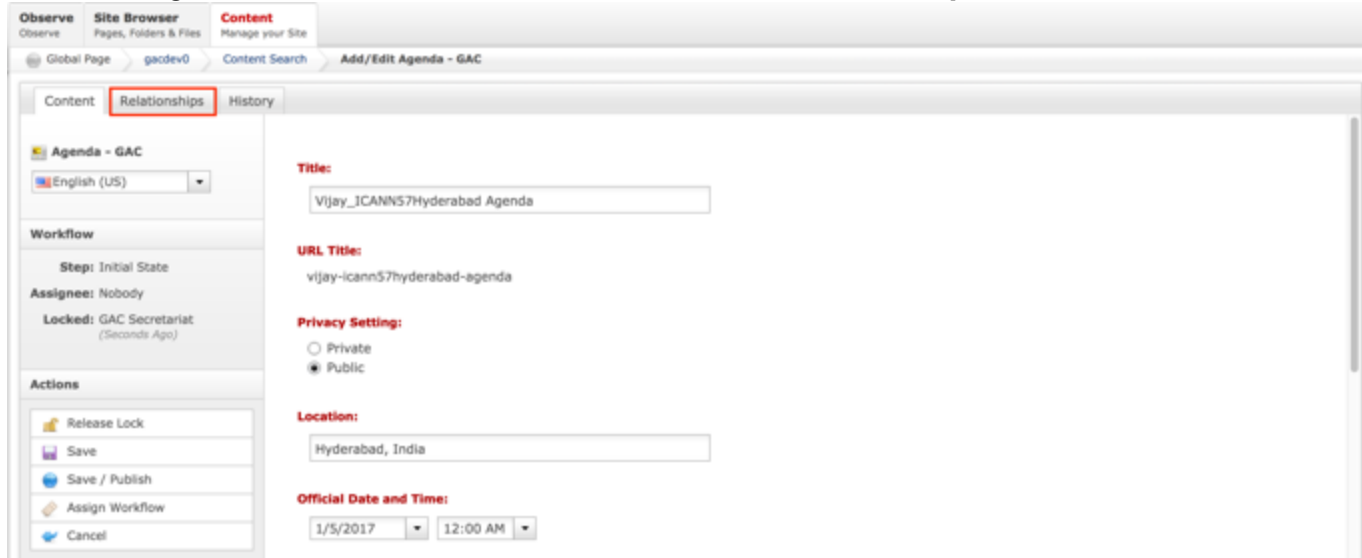 Observe Site Browser Content
Observe Pages, Folders & Files Manage your Site
Global Page gacdev0 Content Search Add/Edit Agenda - GAC
Content Relationships History
Agenda - GAC
English (US)
Workflow
Step: Initial State
Assignee: Nobody
Locked: GAC Secretariat
(Seconds Ago)
Actions
Release Lock
Save
Save / Publish
Assign Workflow
Cancel
Title:
Vijay_ICANN57Hyderabad Agenda
URL Title:
vijay-icann57hyderabad-agenda
Privacy Setting:
Private
Public
Location:
Hyderabad, India
Official Date and Time:
1/5/2017 12:00 AM